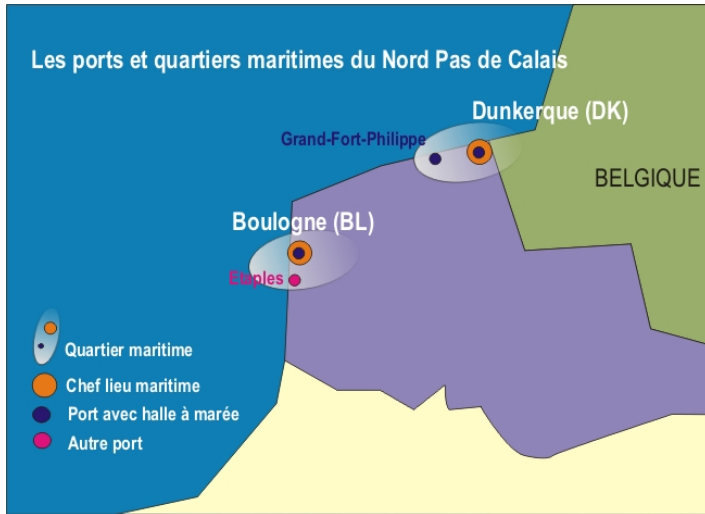 Les ports et quartiers maritimes du Nord Pas de Calais
Dunkerque (DK)
Grand-Fort-Philippe
BELGIQUE
Boulogne (BL)
Etaples
Quartier maritime
Chef lieu maritime
Port avec halle à marée
Autre port